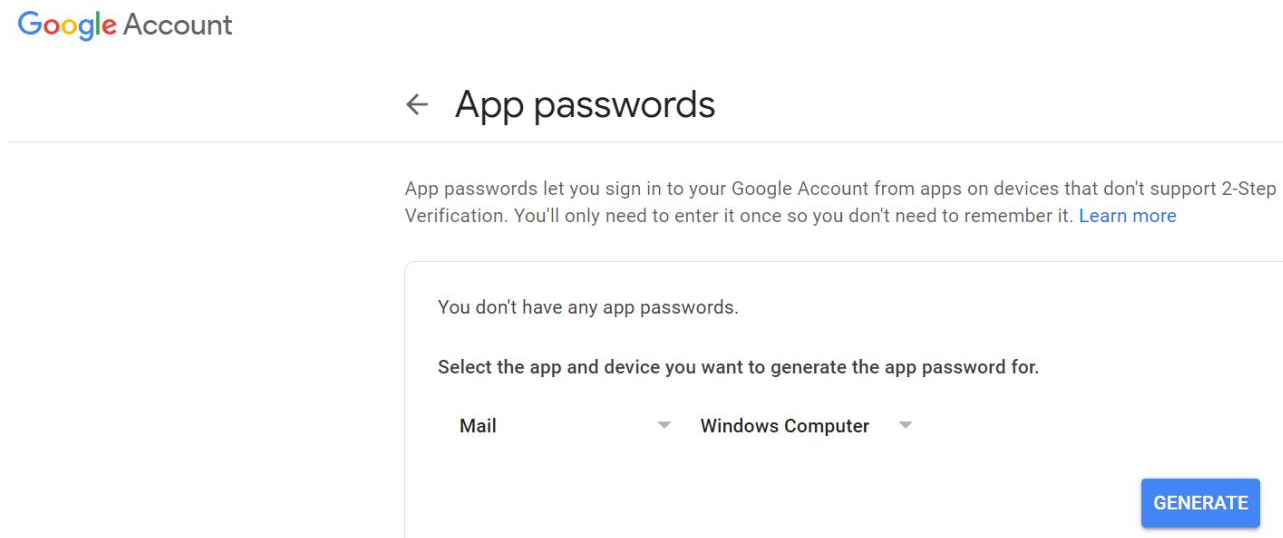 Google Account
App passwords
App passwords let you sign in to your Google Account from apps on devices that don't support 2-Step
Verification. You'll only need to enter it once so you don't need to remember it. Learn more
You don't have any app passwords.
Select the app and device you want to generate the app password for.
Mail Windows Computer
GENERATE